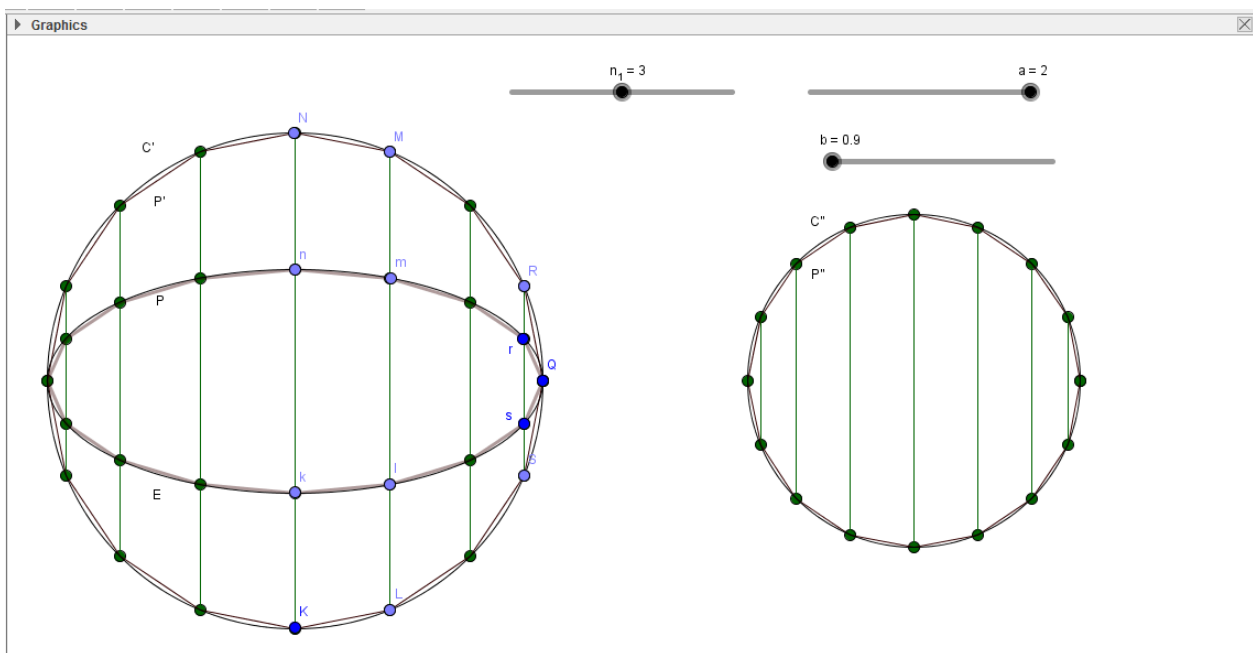 Graphics
n1 = 3
a = 2
b = 0.9
N
M
C'
P'
C"
P"
n
m
R
P
r
Q
s
k
l
S
E
K
L